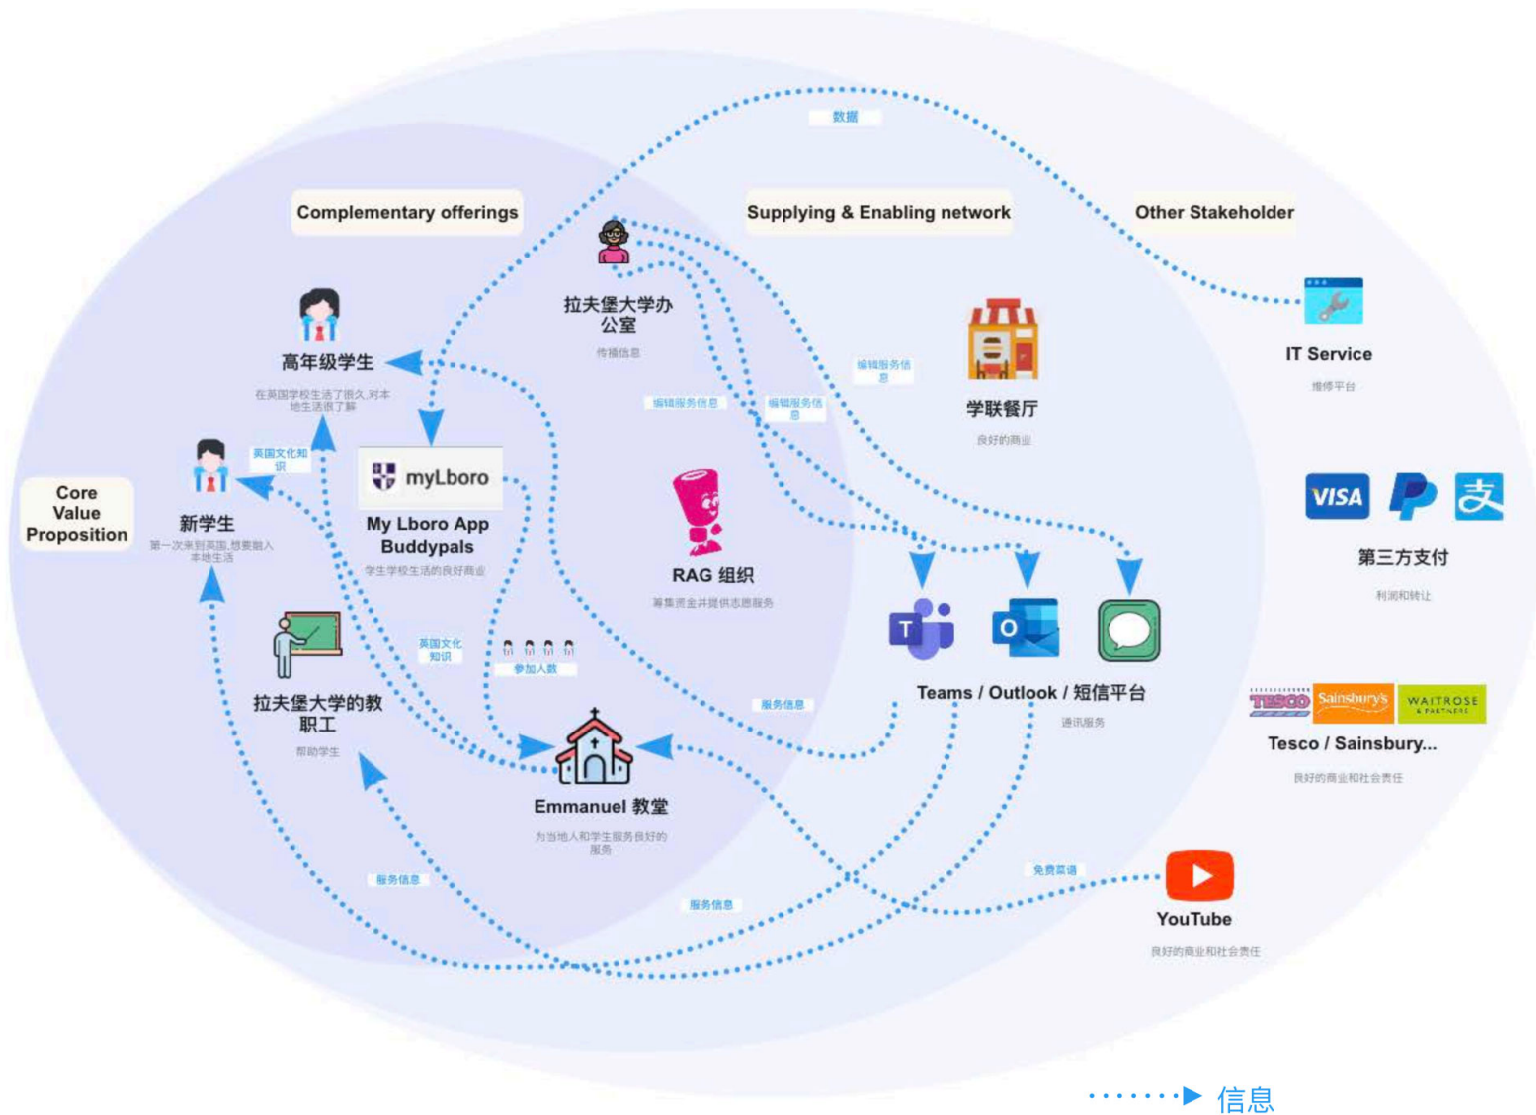 数据
Complementary offerings
Supplying & Enabling network
Other Stakeholder
拉夫堡大学办
公室
传播信息
高年级学生
在英国学校生活了很久,对本
地生活很了解
编辑服务信
息
编辑服务信息
编辑服务信
息
学联餐厅
良好的商业
IT Service
维停平台
英国文化知
识
myLboro
My Lboro App
Buddypals
学生学校生活的良好商业
Core
Value
Proposition
新学生
第一次来到英国,想要融入
本地生活
RAG 组织
筹集资金并提供志愿服务
VISA
支
第三方支付
利润和转让
T
O
Teams / Outlook / 短信平台
通讯服务
英国文化
知识
参加人数
拉夫堡大学的教
职工
帮助学生
服务信息
TESCO
Sainsbury's
WAITROSE
& PARTNERS
Tesco / Sainsbury...
良好的商业和社会责任
Emmanuel 教堂
为当地人和学生服务良好的
服务
服务信息
服务信息
免费菜谱
YouTube
良好的商业和社会责任
信息